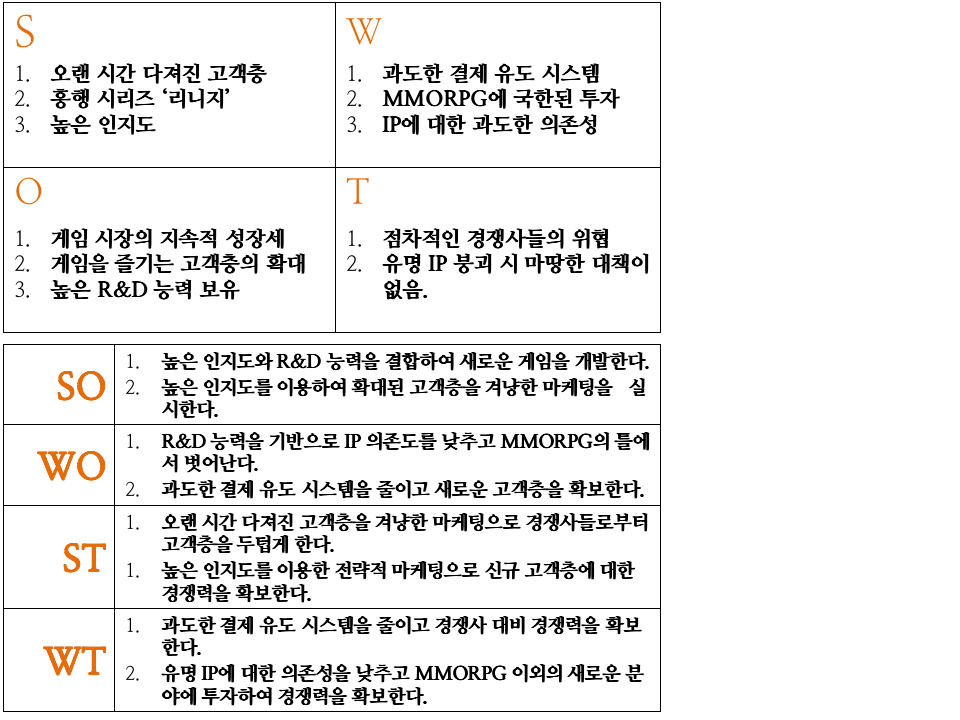 S
1. 오랜 시간 다져진 고객층
2. 흥행 시리즈 ‘리니지’
3. 높은 인지도
W
1. 과도한 결제 유도 시스템
2. MMORPG에 국한된 투자
3. IP에 대한 과도한 의존성
O
1. 게임 시장의 지속적 성장세
2. 게임을 즐기는 고객층의 확대
3. 높은 R&D 능력 보유
T
1. 점차적인 경쟁사들의 위협
2. 유명 IP 붕괴 시 마땅한 대책이
없음.
SO
1. 높은 인지도와 R&D 능력을 결합하여 새로운 게임을 개발한다.
2. 높은 인지도를 이용하여 확대된 고객층을 겨냥한 마케팅을 실
시한다.
WO
1. R&D 능력을 기반으로 IP 의존도를 낮추고 MMORPG의 틀에
서 벗어난다.
2. 과도한 결제 유도 시스템을 줄이고 새로운 고객층을 확보한다.
ST
1. 오랜 시간 다져진 고객층을 겨냥한 마케팅으로 경쟁사들로부터
고객층을 두텁게 한다.
1. 높은 인지도를 이용한 전략적 마케팅으로 신규 고객층에 대한
경쟁력을 확보한다.
WT
1. 과도한 결제 유도 시스템을 줄이고 경쟁사 대비 경쟁력을 확보
한다.
2. 유명 IP에 대한 의존성을 낮추고 MMORPG 이외의 새로운 분
야에 투자하여 경쟁력을 확보한다.